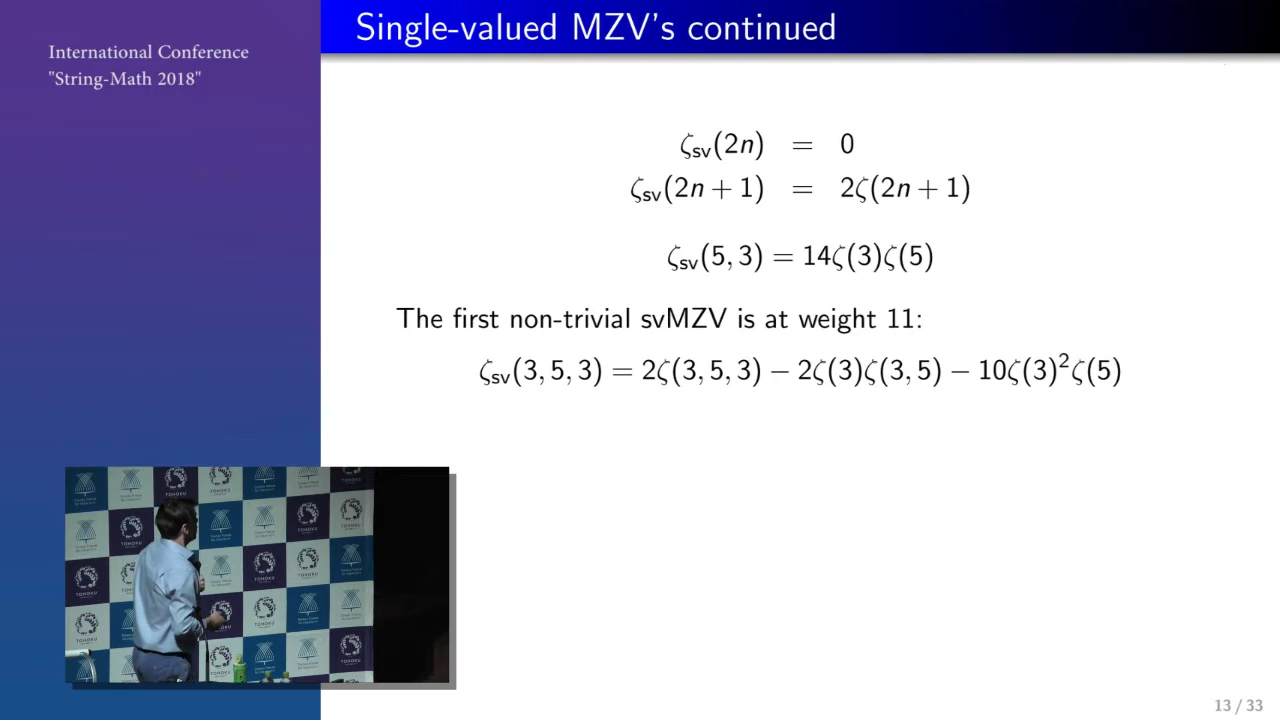 International Conference
"String-Math 2018"
Single-valued MZV's continued
ζsv(2n) = 0
ζsv(2n + 1) = 2ζ(2n + 1)
ζsv(5, 3) = 14ζ(3)ζ(5)
The first non-trivial svMZV is at weight 11:
ζsv(3, 5, 3) = 2ζ(3, 5, 3) − 2ζ(3)ζ(3, 5) − 10ζ(3)²ζ(5)
TOHOKU
13 / 33